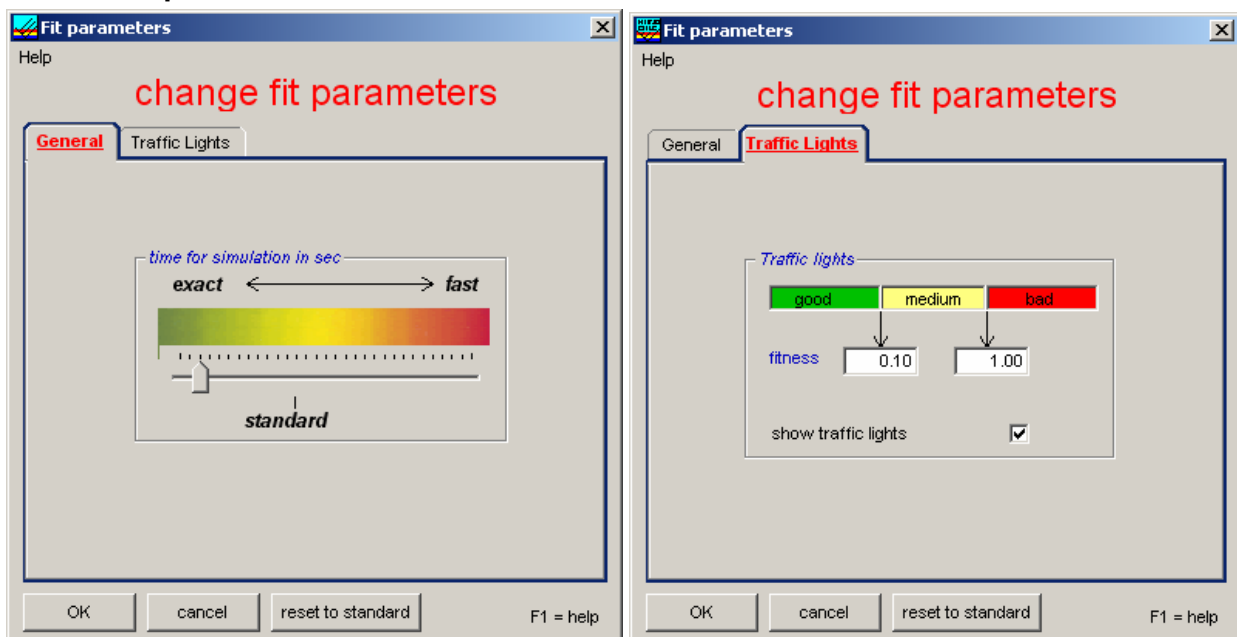 Fit parameters
Help
change fit parameters
General Traffic Lights
time for simulation in sec
exact fast
standard
OK cancel reset to standard F1 = help
Fit parameters
Help
change fit parameters
General Traffic Lights
Traffic lights
good medium bad
fitness 0.10 1.00
show traffic lights
OK cancel reset to standard F1 = help